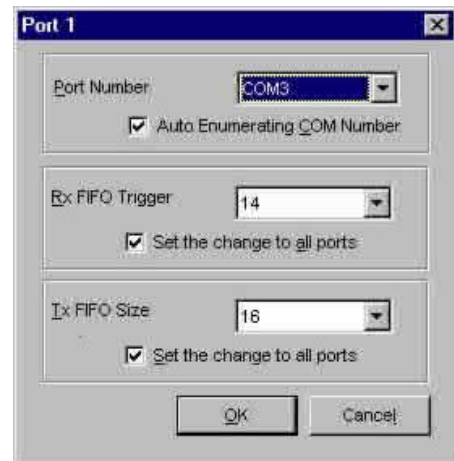 Port 1
Port Number COM3
Auto Enumerating COM Number
Rx FIFO Trigger 14
Set the change to all ports
Tx FIFO Size 16
Set the change to all ports
OK Cancel